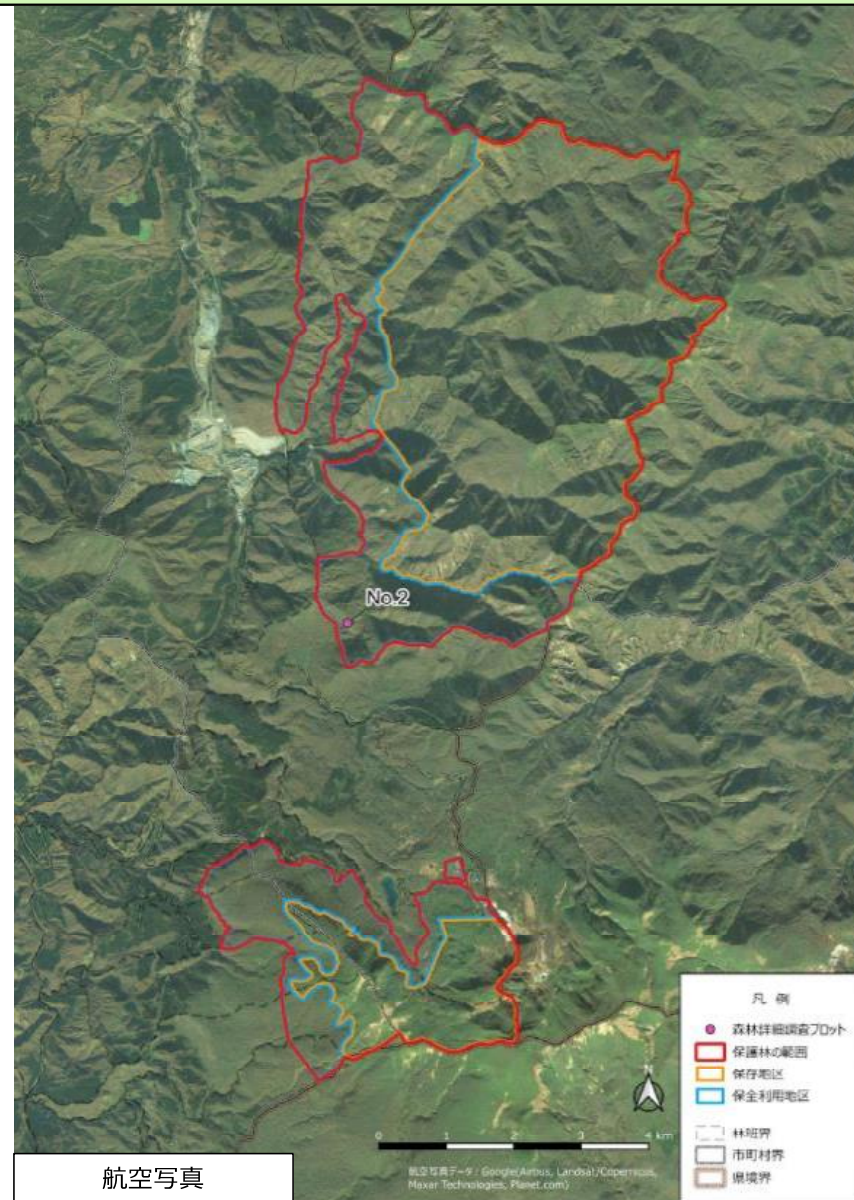 No.2
凡 例
森林詳細調査プロット
保護林の範囲
保存地区
保全利用地区
林班界
市町村界
県境界
N
0 1 2 4 km
航空写真データ：Google(Airbus, Landsat/Copernicus,
Maxar Technologies, Planet.com)
航空写真